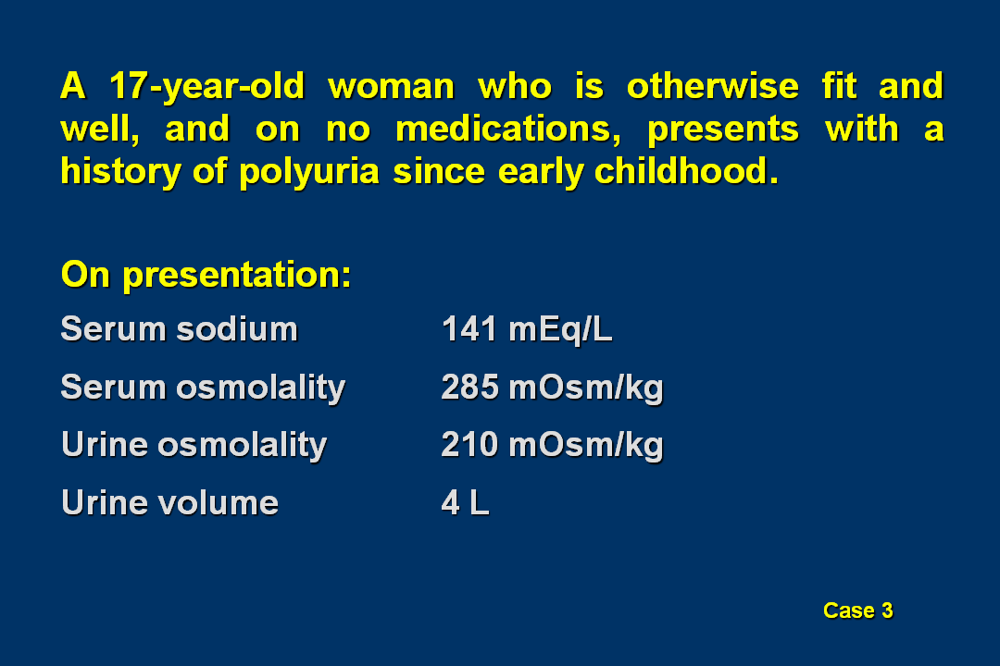 A 17-year-old woman who is otherwise fit and
well, and on no medications, presents with a
history of polyuria since early childhood.
On presentation:
Serum sodium 141 mEq/L
Serum osmolality 285 mOsm/kg
Urine osmolality 210 mOsm/kg
Urine volume 4 L
Case 3